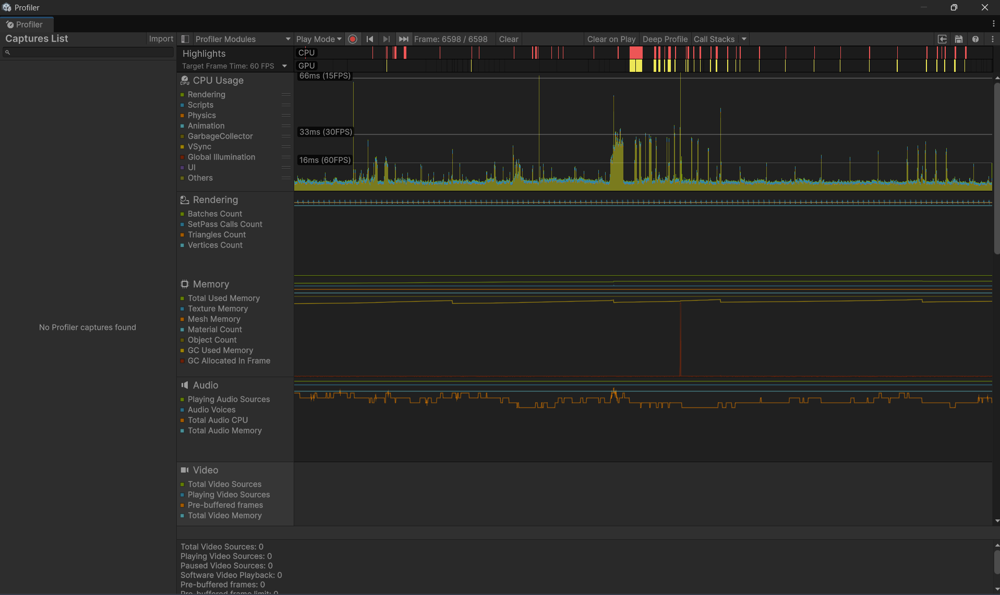 Profiler
Profiler
Captures List
Import
Profiler Modules
Play Mode
Frame: 6598 / 6598
Clear
Clear on Play
Deep Profile
Call Stacks
Highlights
Target Frame Time: 60 FPS
CPU
GPU
CPU Usage
Rendering
Scripts
Physics
Animation
GarbageCollector
VSync
Global Illumination
UI
Others
66ms (15FPS)
33ms (30FPS)
16ms (60FPS)
Rendering
Batches Count
SetPass Calls Count
Triangles Count
Vertices Count
Memory
Total Used Memory
Texture Memory
Mesh Memory
Material Count
Object Count
GC Used Memory
GC Allocated In Frame
No Profiler captures found
Audio
Playing Audio Sources
Audio Voices
Total Audio CPU
Total Audio Memory
Video
Total Video Sources
Playing Video Sources
Pre-buffered frames
Total Video Memory
Total Video Sources: 0
Playing Video Sources: 0
Paused Video Sources: 0
Software Video Playback: 0
Pre-buffered frames: 0
Pre-buffered frame limit: 0